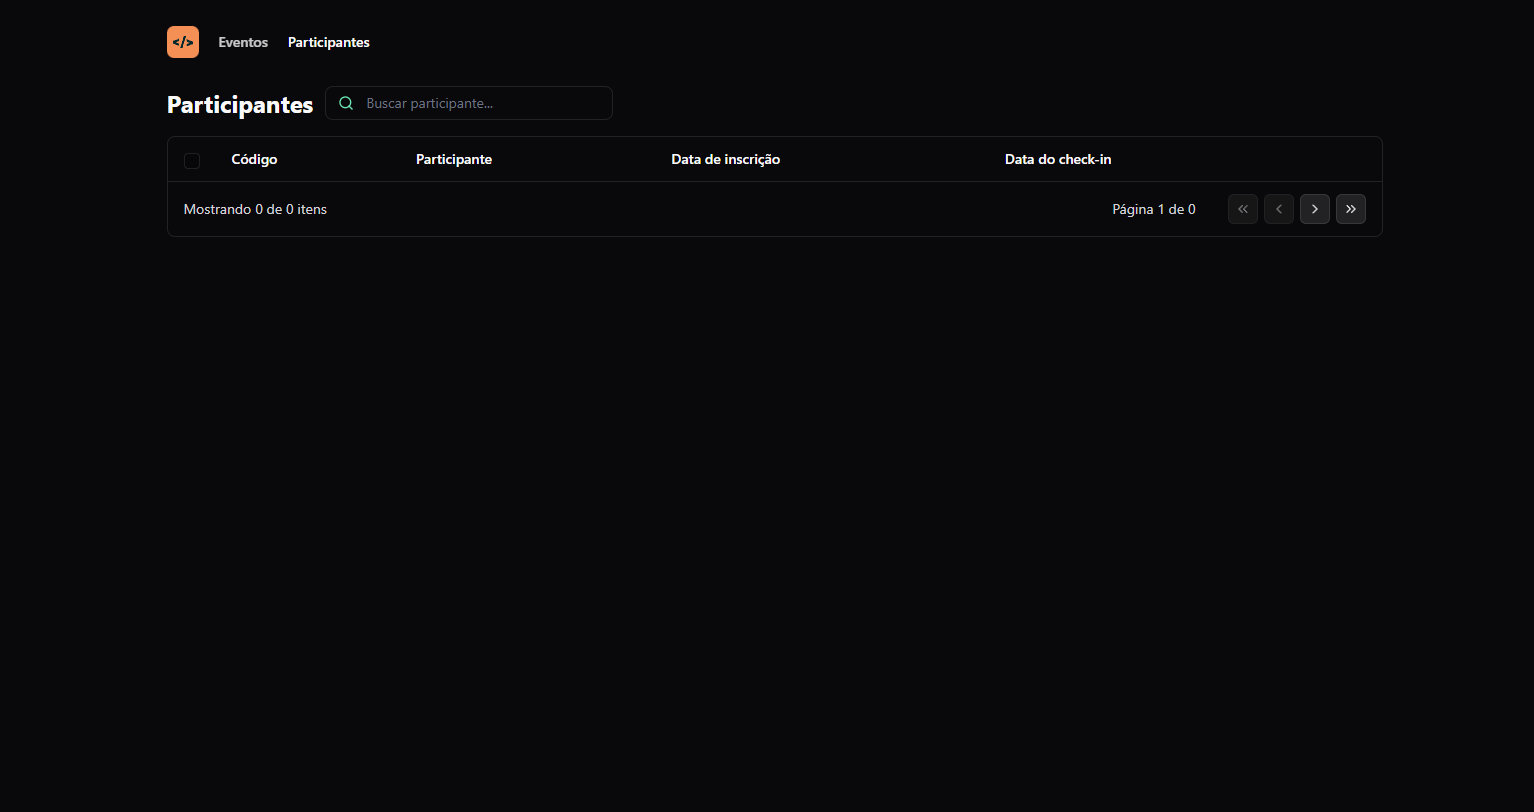 </> Eventos Participantes
Participantes Buscar participante...
Código Participante Data de inscrição Data do check-in
Mostrando 0 de 0 itens Página 1 de 0